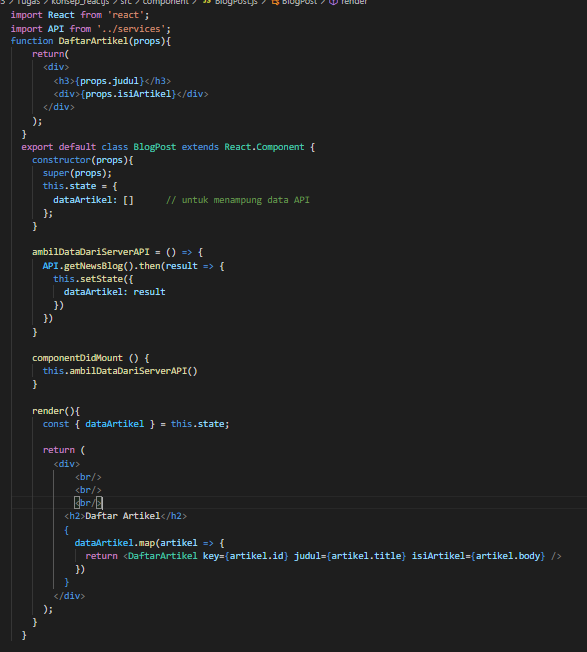 3 > Tugas > konsep_reactjs > src > component > JS BlogPost.js > BlogPost > render
import React from 'react';
import API from '../services';
function DaftarArtikel(props){
    return(
      <div>
        <h3>{props.judul}</h3>
        <div>{props.isiArtikel}</div>
      </div>
    );
  }
  export default class BlogPost extends React.Component {
    constructor(props){
      super(props);
      this.state = {
        dataArtikel: []      // untuk menampung data API
      };
    }

    ambilDataDariServerAPI = () => {
      API.getNewsBlog().then(result => {
        this.setState({
          dataArtikel: result
        })
      })
    }

    componentDidMount () {
      this.ambilDataDariServerAPI()
    }

    render(){
      const { dataArtikel } = this.state;

      return (
        <div>
            <br/>
            <br/>
            <br/>
          <h2>Daftar Artikel</h2>
          {
            dataArtikel.map(artikel => {
              return <DaftarArtikel key={artikel.id} judul={artikel.title} isiArtikel={artikel.body} />
            })
          }
        </div>
      );
    }
  }